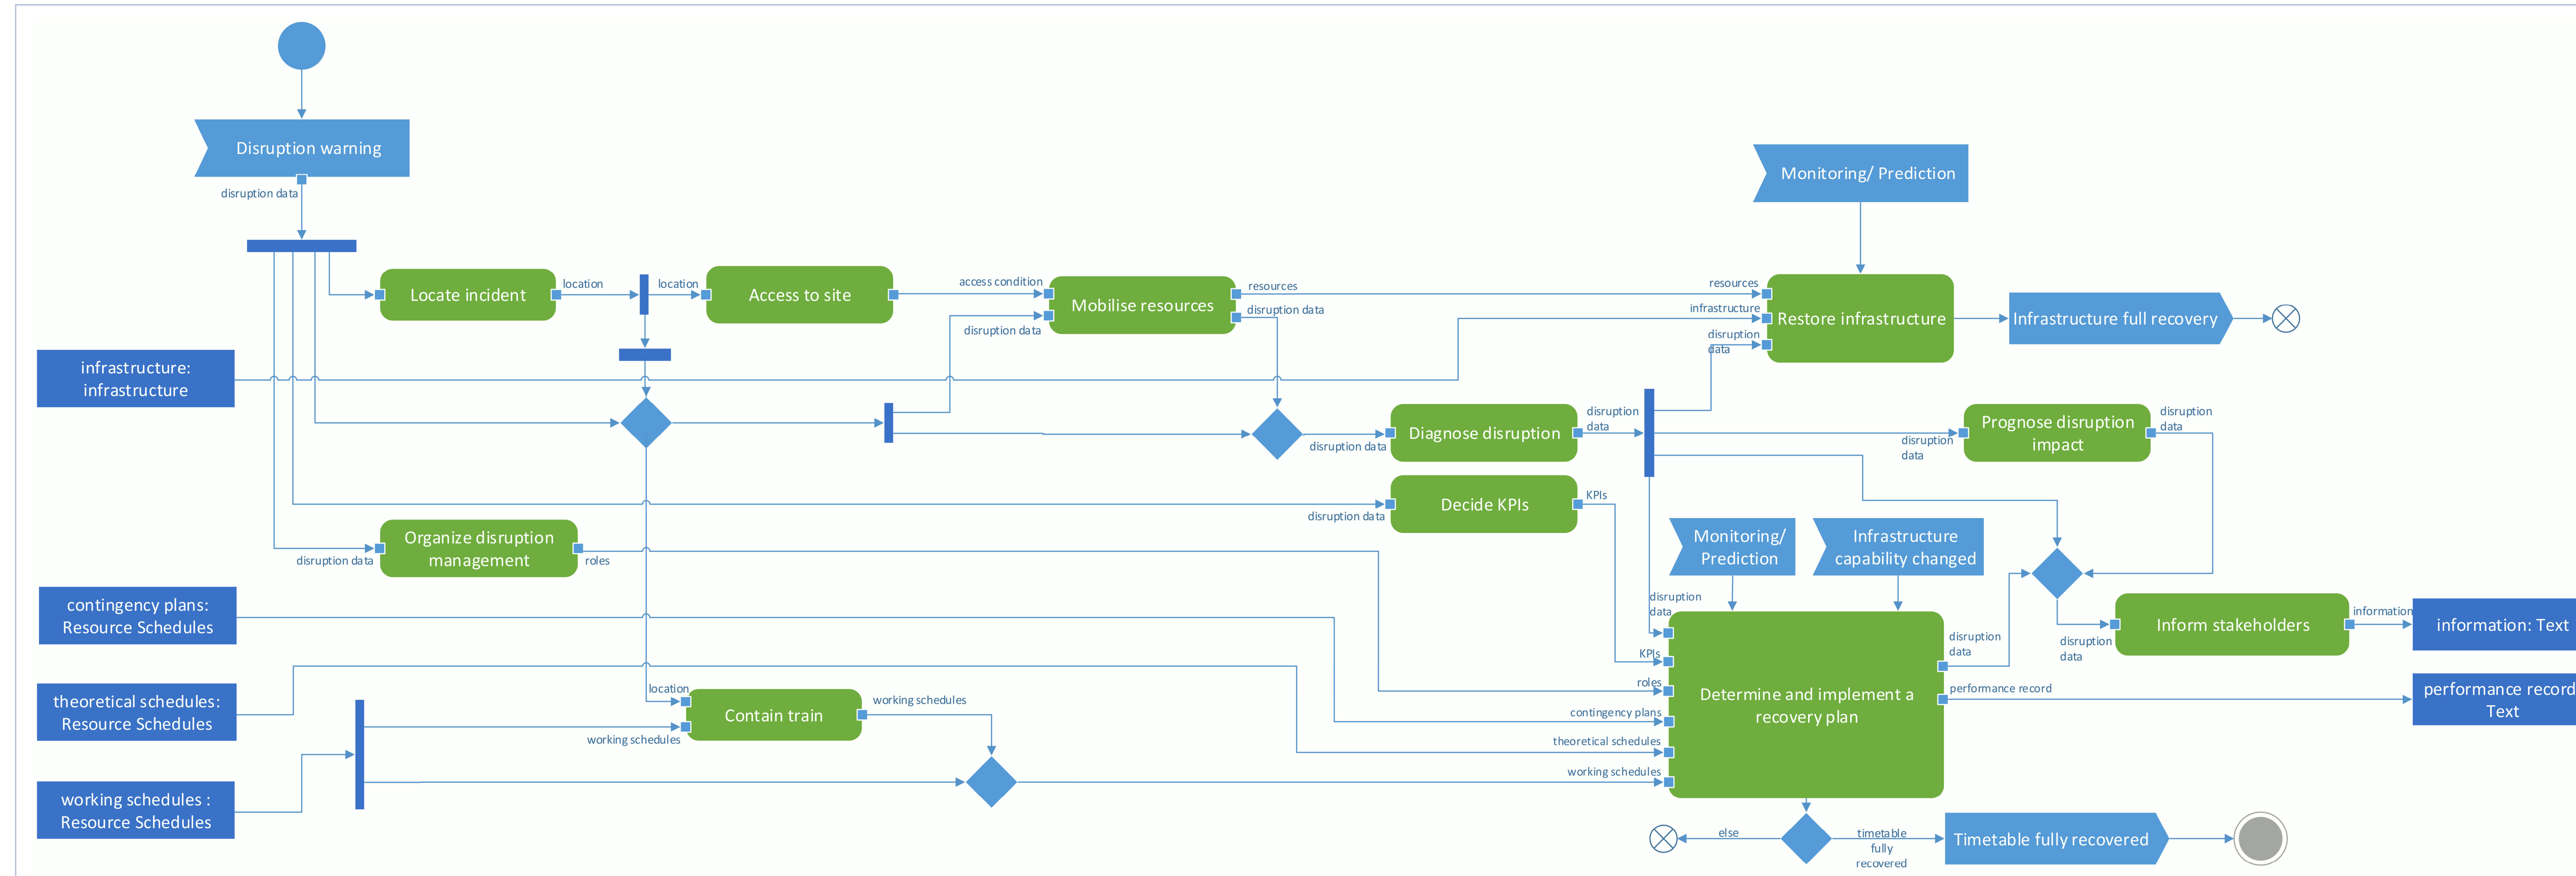 Disruption warning
disruption data
Monitoring/ Prediction
Locate incident
location
location
Access to site
access condition
disruption data
Mobilise resources
resources
disruption data
resources
infrastructure
disruption
data
Restore infrastructure
Infrastructure full recovery
infrastructure:
infrastructure
disruption data
Diagnose disruption
disruption
data
disruption
data
Prognose disruption
impact
disruption
data
disruption data
Decide KPIs
KPIs
disruption data
Organize disruption
management
roles
Monitoring/
Prediction
Infrastructure
capability changed
contingency plans:
Resource Schedules
disruption
data
KPIs
roles
contingency plans
theoretical schedules
working schedules
Determine and implement a
recovery plan
disruption
data
performance record
disruption
data
Inform stakeholders
information
information: Text
performance record:
Text
theoretical schedules:
Resource Schedules
location
working schedules
Contain train
working schedules
working schedules :
Resource Schedules
else
timetable
fully
recovered
Timetable fully recovered